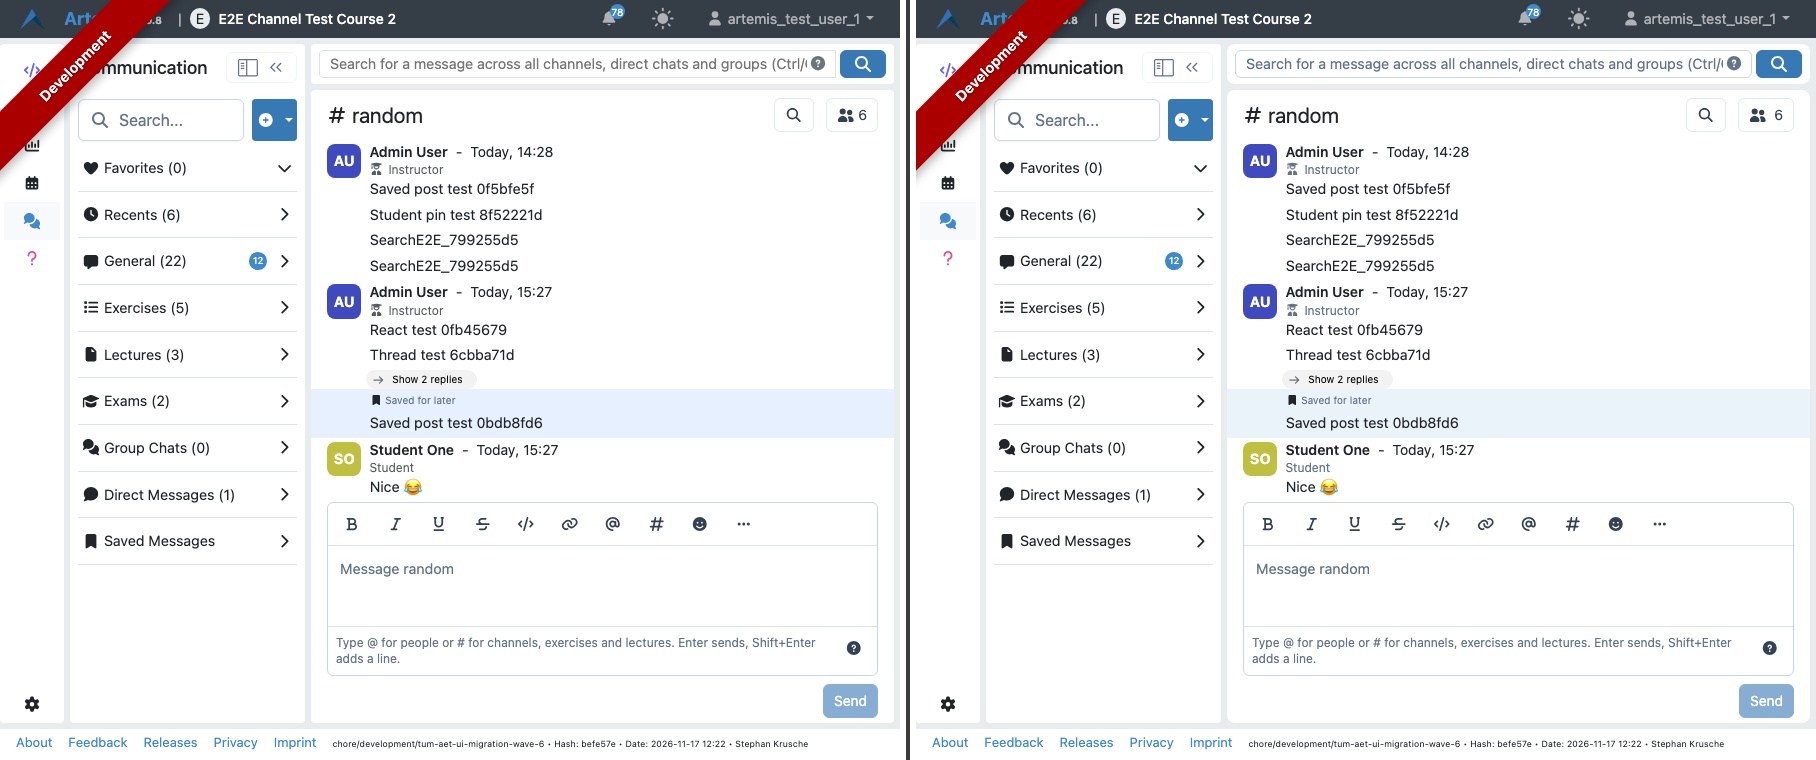 Development
Arte
.8
E E2E Channel Test Course 2
78
artemis_test_user_1
mmunication
Search for a message across all channels, direct chats and groups (Ctrl/
Search...
# random
6
Favorites (0)
Recents (6)
General (22) 12
Exercises (5)
Lectures (3)
Exams (2)
Group Chats (0)
Direct Messages (1)
Saved Messages
AU Admin User - Today, 14:28
Instructor
Saved post test 0f5bfe5f
Student pin test 8f52221d
SearchE2E_799255d5
SearchE2E_799255d5
AU Admin User - Today, 15:27
Instructor
React test 0fb45679
Thread test 6cbba71d
Show 2 replies
Saved for later
Saved post test 0bdb8fd6
SO Student One - Today, 15:27
Student
Nice 😂
B I U S </> @ # ...
Message random
Type @ for people or # for channels, exercises and lectures. Enter sends, Shift+Enter
adds a line.
Send
About Feedback Releases Privacy Imprint chore/development/tum-aet-ui-migration-wave-6 • Hash: befe57e • Date: 2026-11-17 12:22 • Stephan Krusche
Development
Art
.8
E E2E Channel Test Course 2
78
artemis_test_user_1
mmunication
Search for a message across all channels, direct chats and groups (Ctrl/
Search...
# random
6
Favorites (0)
Recents (6)
General (22) 12
Exercises (5)
Lectures (3)
Exams (2)
Group Chats (0)
Direct Messages (1)
Saved Messages
AU Admin User - Today, 14:28
Instructor
Saved post test 0f5bfe5f
Student pin test 8f52221d
SearchE2E_799255d5
SearchE2E_799255d5
AU Admin User - Today, 15:27
Instructor
React test 0fb45679
Thread test 6cbba71d
Show 2 replies
Saved for later
Saved post test 0bdb8fd6
SO Student One - Today, 15:27
Student
Nice 😂
B I U S </> @ # ...
Message random
Type @ for people or # for channels, exercises and lectures. Enter sends, Shift+Enter
adds a line.
Send
About Feedback Releases Privacy Imprint chore/development/tum-aet-ui-migration-wave-6 • Hash: befe57e • Date: 2026-11-17 12:22 • Stephan Krusche